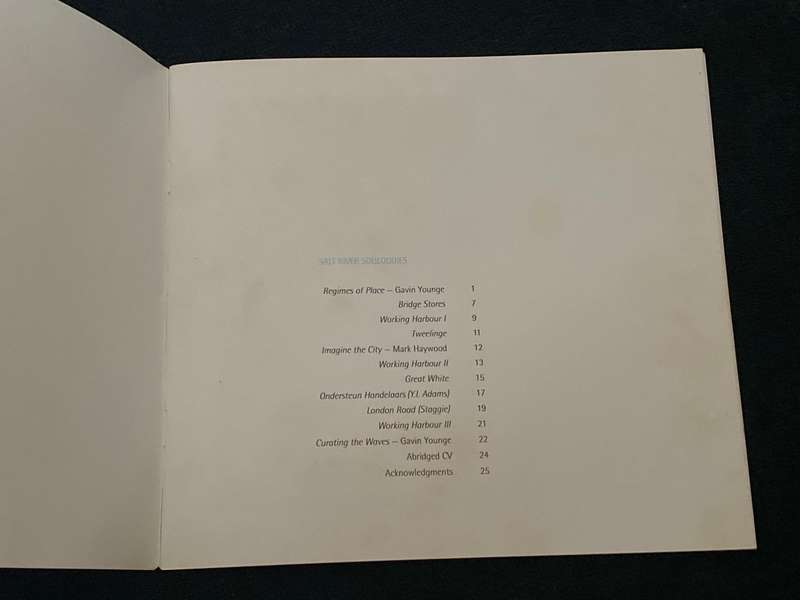 SALT RIVER SOLILOQUIES
Regimes of Place – Gavin Younge 1
Bridge Stores 7
Working Harbour I 9
Tweelinge 11
Imagine the City – Mark Haywood 12
Working Harbour II 13
Great White 15
Ondersteun Handelaars (Y.I. Adams) 17
London Road (Staggie) 19
Working Harbour III 21
Curating the Waves – Gavin Younge 22
Abridged CV 24
Acknowledgments 25